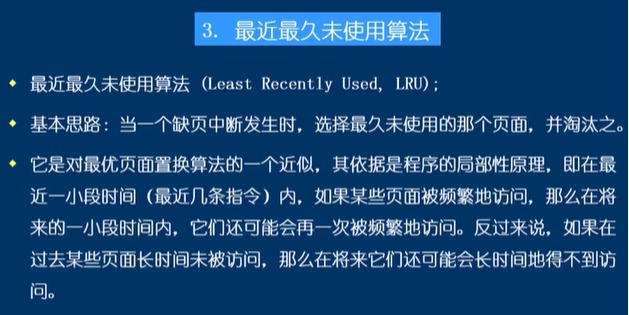 3. 最近最久未使用算法
最近最久未使用算法 (Least Recently Used, LRU);
基本思路: 当一个缺页中断发生时, 选择最久未使用的那个页面, 并淘汰之。
它是对最优页面置换算法的一个近似, 其依据是程序的局部性原理, 即在最
近一小段时间 (最近几条指令) 内, 如果某些页面被频繁地访问, 那么在将
来的一小段时间内, 它们还可能会再一次被频繁地访问。反过来说, 如果在
过去某些页面长时间未被访问, 那么在将来它们还可能会长时间地得不到访
问。